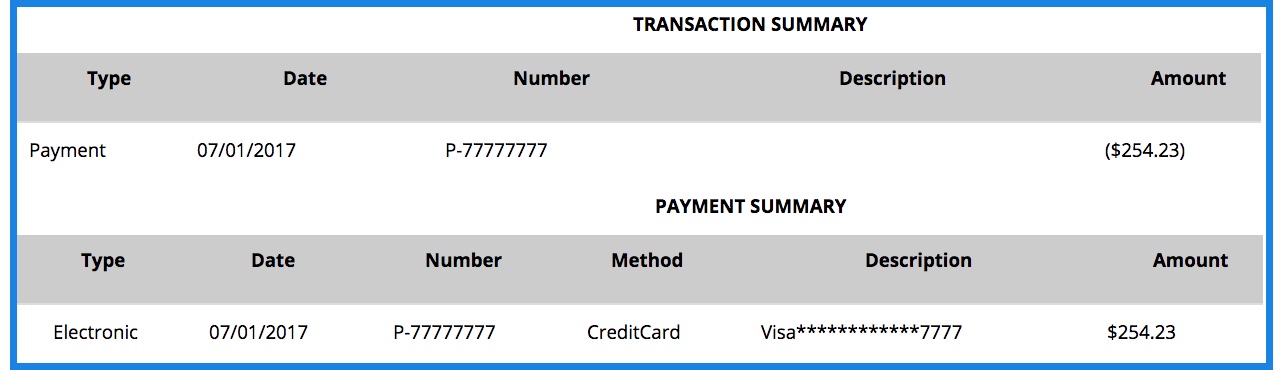 TRANSACTION SUMMARY
Type Date Number Description Amount
Payment 07/01/2017 P-77777777 ($254.23)
PAYMENT SUMMARY
Type Date Number Method Description Amount
Electronic 07/01/2017 P-77777777 CreditCard Visa************7777 $254.23